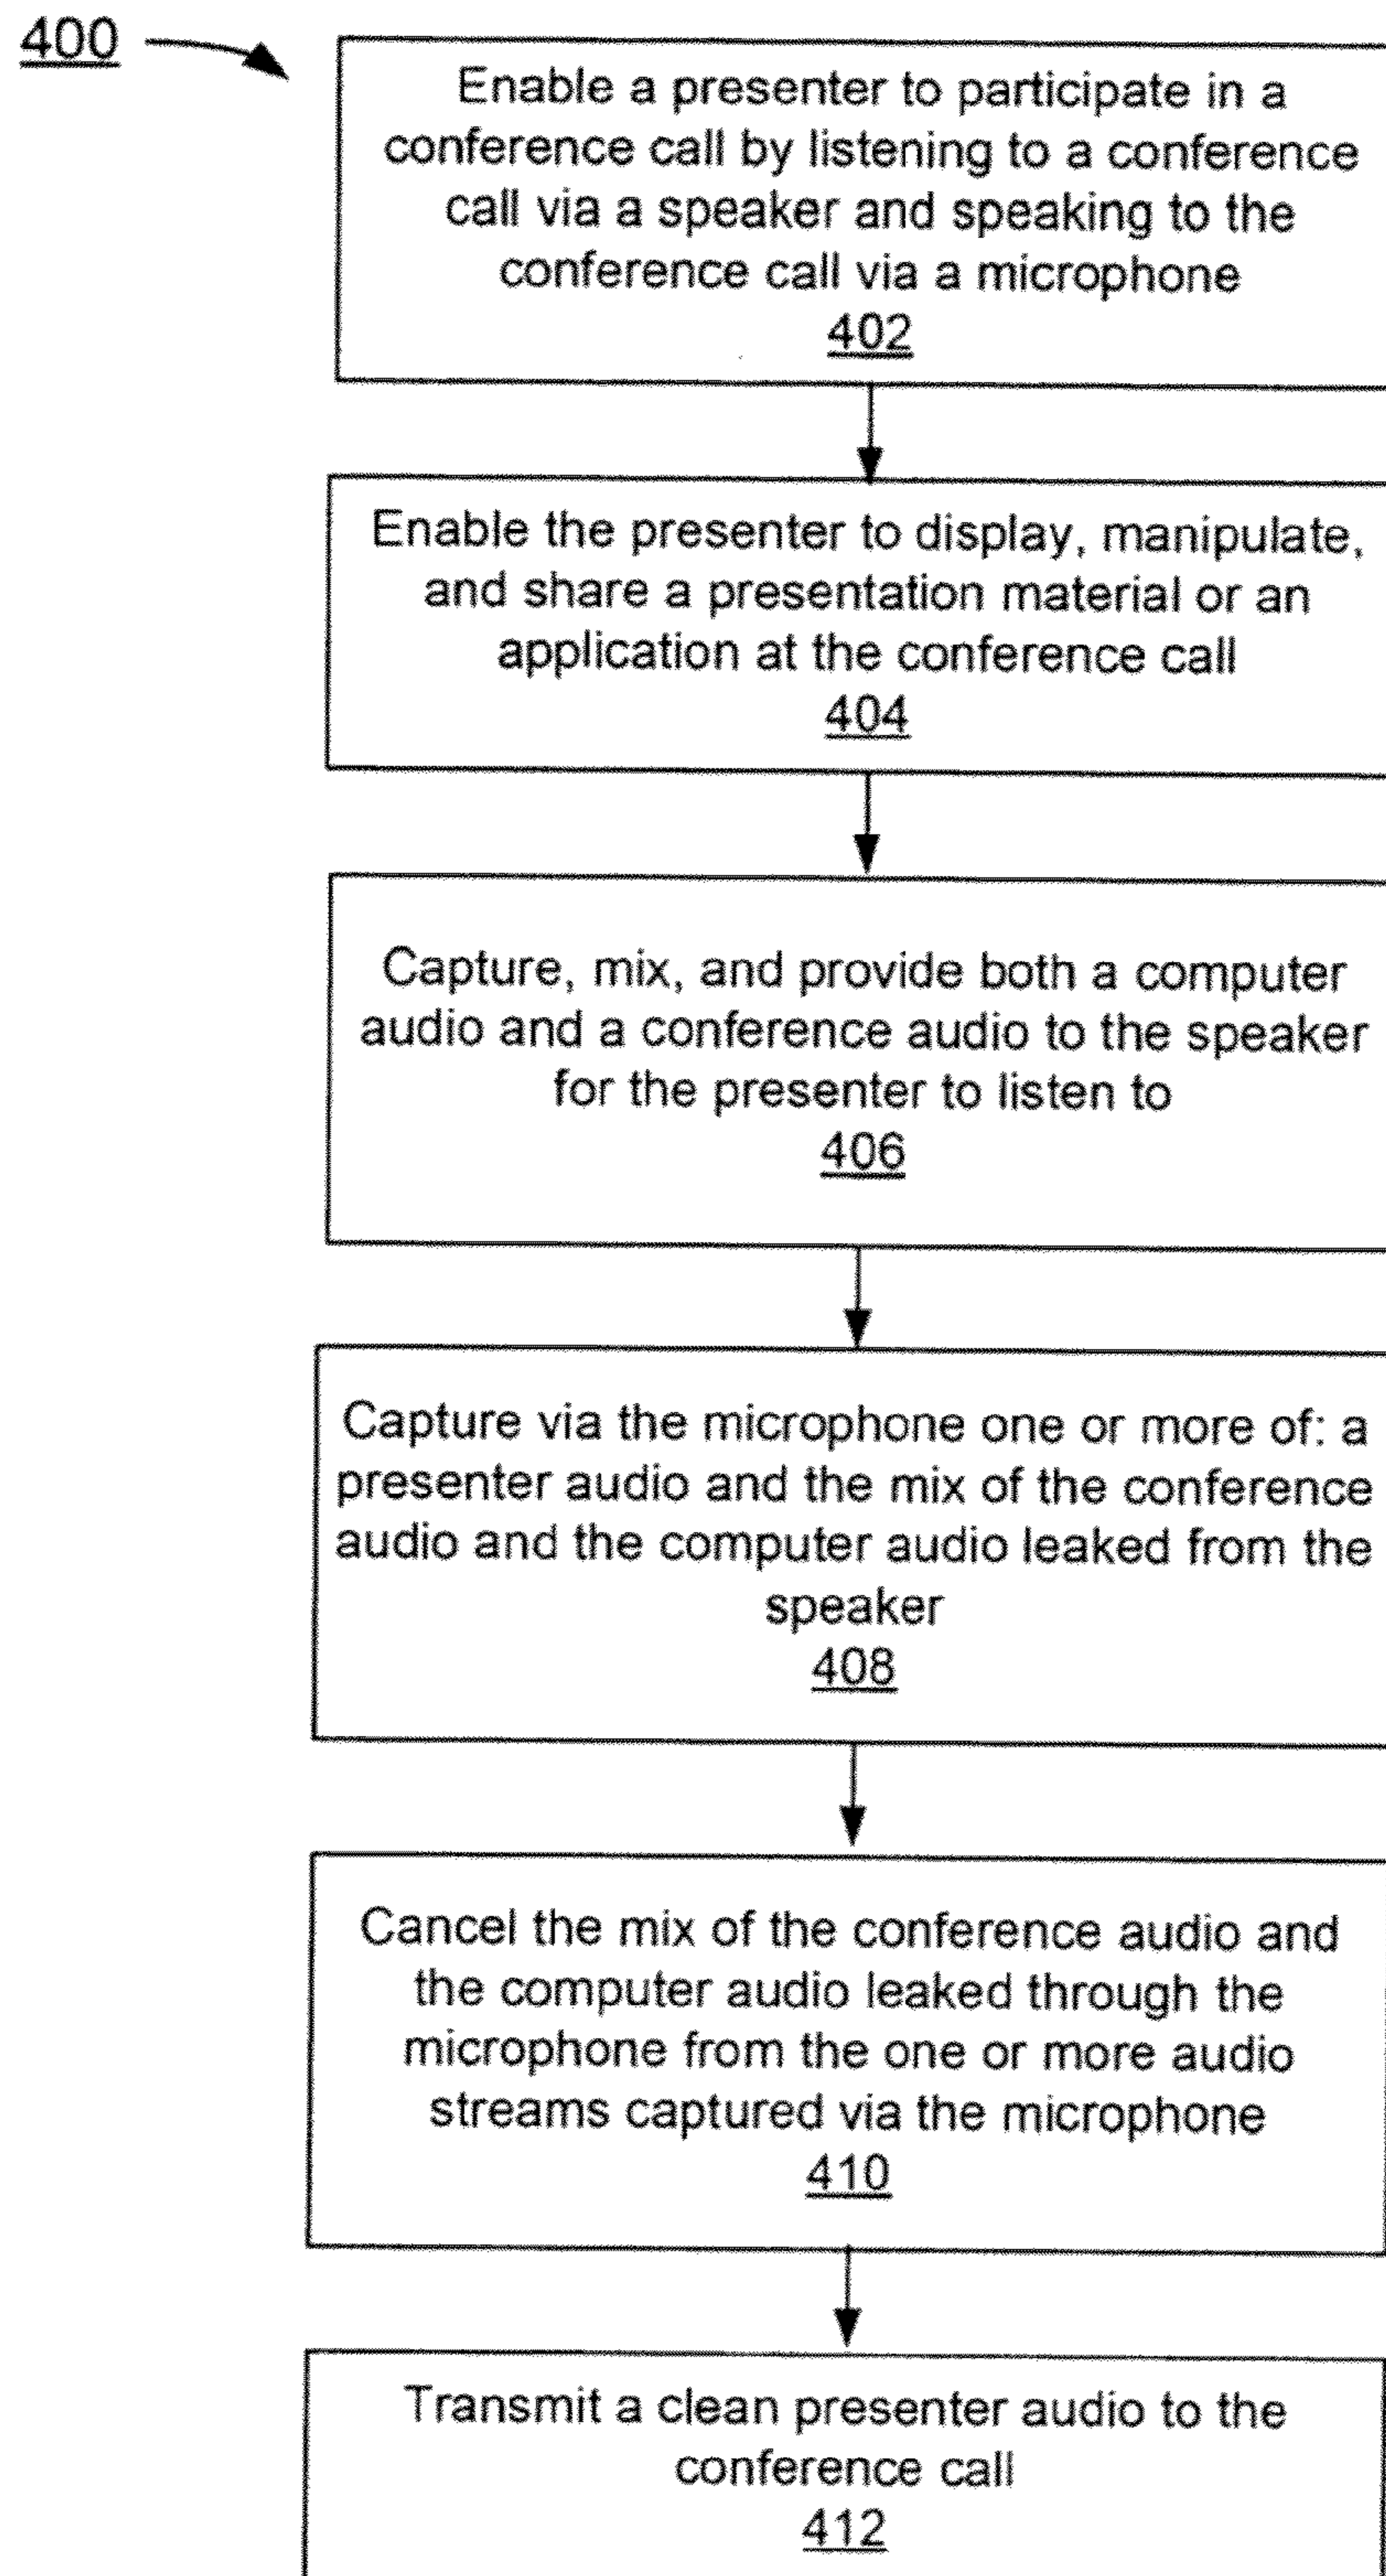 400
Enable a presenter to participate in a
conference call by listening to a conference
call via a speaker and speaking to the
conference call via a microphone
402
Enable the presenter to display, manipulate,
and share a presentation material or an
application at the conference call
404
Capture, mix, and provide both a computer
audio and a conference audio to the speaker
for the presenter to listen to
406
Capture via the microphone one or more of: a
presenter audio and the mix of the conference
audio and the computer audio leaked from the
speaker
408
Cancel the mix of the conference audio and
the computer audio leaked through the
microphone from the one or more audio
streams captured via the microphone
410
Transmit a clean presenter audio to the
conference call
412